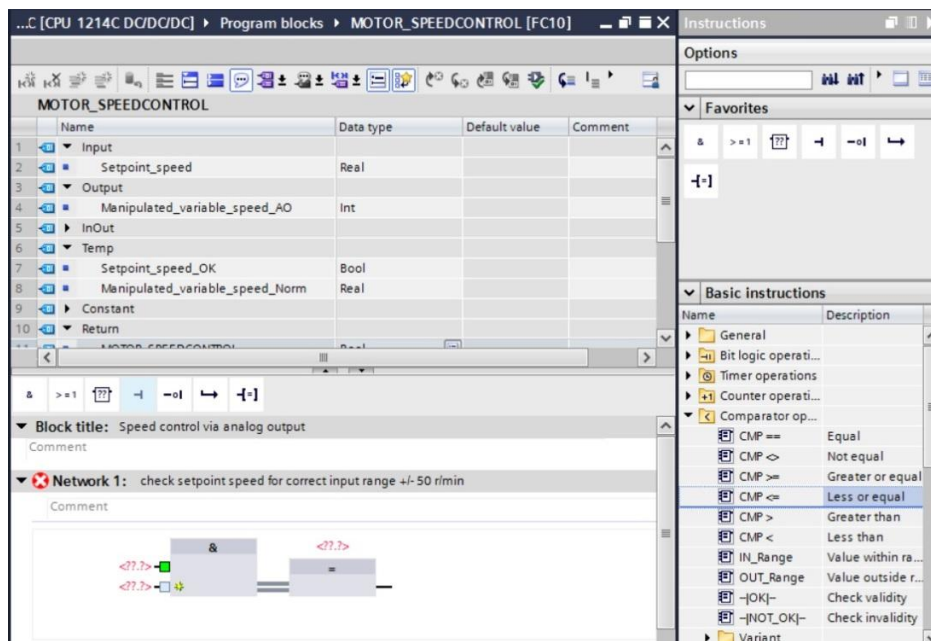 ...C [CPU 1214C DC/DC/DC] ▸ Program blocks ▸ MOTOR_SPEEDCONTROL [FC10]
MOTOR_SPEEDCONTROL
Name Data type Default value Comment
1 Input
2 Setpoint_speed Real
3 Output
4 Manipulated_variable_speed_AO Int
5 InOut
6 Temp
7 Setpoint_speed_OK Bool
8 Manipulated_variable_speed_Norm Real
9 Constant
10 Return
& >=1 ??
Block title: Speed control via analog output
Comment
Network 1: check setpoint speed for correct input range +/- 50 r/min
Comment
& <??.?>
<??.?> =
<??.?>
Instructions
Options
Favorites
& >=1 ??
Basic instructions
Name Description
General
Bit logic operati...
Timer operations
Counter operati...
Comparator op...
CMP == Equal
CMP <> Not equal
CMP >= Greater or equal
CMP <= Less or equal
CMP > Greater than
CMP < Less than
IN_Range Value within ra...
OUT_Range Value outside r...
-|OK|- Check validity
-|NOT_OK|- Check invalidity
Variant